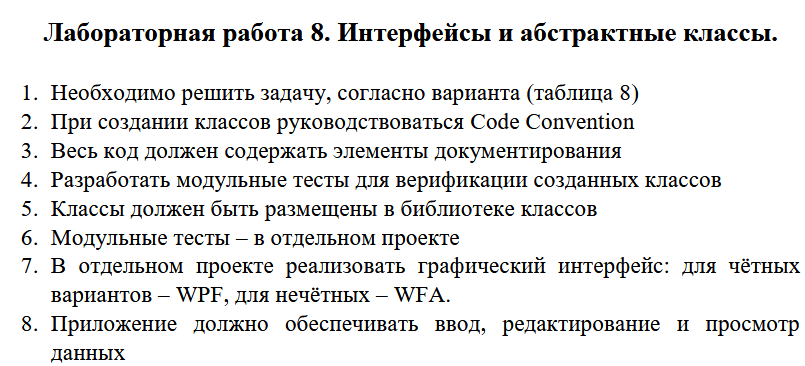 Лабораторная работа 8. Интерфейсы и абстрактные классы.
1. Необходимо решить задачу, согласно варианта (таблица 8)
2. При создании классов руководствоваться Code Convention
3. Весь код должен содержать элементы документирования
4. Разработать модульные тесты для верификации созданных классов
5. Классы должен быть размещены в библиотеке классов
6. Модульные тесты – в отдельном проекте
7. В отдельном проекте реализовать графический интерфейс: для чётных
вариантов – WPF, для нечётных – WFA.
8. Приложение должно обеспечивать ввод, редактирование и просмотр
данных